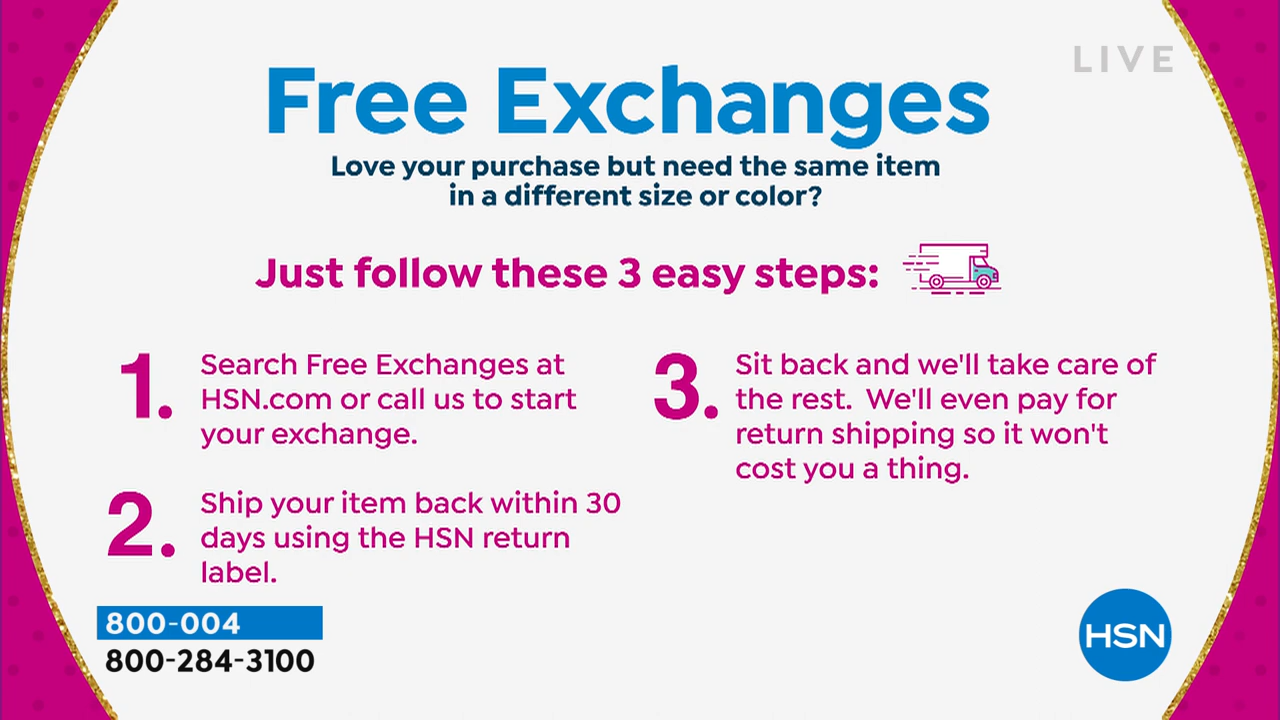 LIVE
Free Exchanges
Love your purchase but need the same item
in a different size or color?
Just follow these 3 easy steps:
1. Search Free Exchanges at
HSN.com or call us to start
your exchange.
2. Ship your item back within 30
days using the HSN return
label.
3. Sit back and we'll take care of
the rest.  We'll even pay for
return shipping so it won't
cost you a thing.
800-004
800-284-3100
HSN